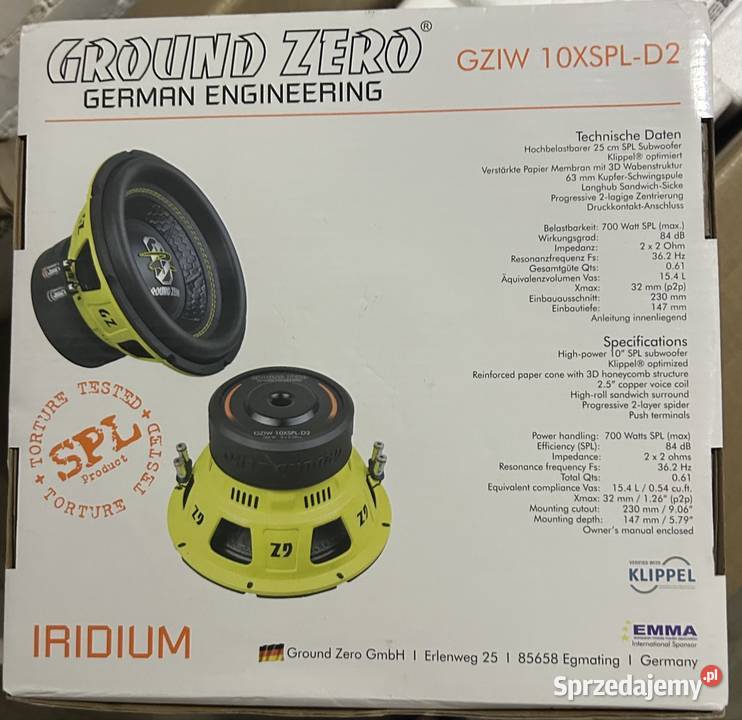 GROUND ZERO®
GERMAN ENGINEERING
GZIW 10XSPL-D2
Technische Daten
Hochbelastbarer 25 cm SPL Subwoofer
Klippel® optimiert
Verstärkte Papier Membran mit 3D Wabenstruktur
63 mm Kupfer-Schwingspule
Langhub Sandwich-Sicke
Progressive 2-lagige Zentrierung
Druckkontakt-Anschluss
Belastbarkeit: 700 Watt SPL (max.)
Wirkungsgrad: 84 dB
Impedanz: 2 x 2 Ohm
Resonanzfrequenz Fs: 36.2 Hz
Gesamtgüte Qts: 0.61
Äquivalenzvolumen Vas: 15.4 L
Xmax: 32 mm (p2p)
Einbauausschnitt: 230 mm
Einbautiefe: 147 mm
Anleitung innenliegend
Specifications
High-power 10" SPL subwoofer
Klippel® optimized
Reinforced paper cone with 3D honeycomb structure
2.5" copper voice coil
High-roll sandwich surround
Progressive 2-layer spider
Push terminals
Power handling: 700 Watts SPL (max)
Efficiency (SPL): 84 dB
Impedance: 2 x 2 ohms
Resonance frequency Fs: 36.2 Hz
Total Qts: 0.61
Equivalent compliance Vas: 15.4 L / 0.54 cu.ft.
Xmax: 32 mm / 1.26" (p2p)
Mounting cutout: 230 mm / 9.06"
Mounting depth: 147 mm / 5.79"
Owner's manual enclosed
GZ
GROUND ZERO
TORTURE TESTED + TORTURE TESTED +
SPL
Product
GROUND ZERO
GZIW 10XSPL-D2
GZ
GZ
GZ
VERIFIED WITH
KLIPPEL
EMMA
International Sponsor
IRIDIUM
Ground Zero GmbH I Erlenweg 25 I 85658 Egmating I Germany
Sprzedajemy.pl